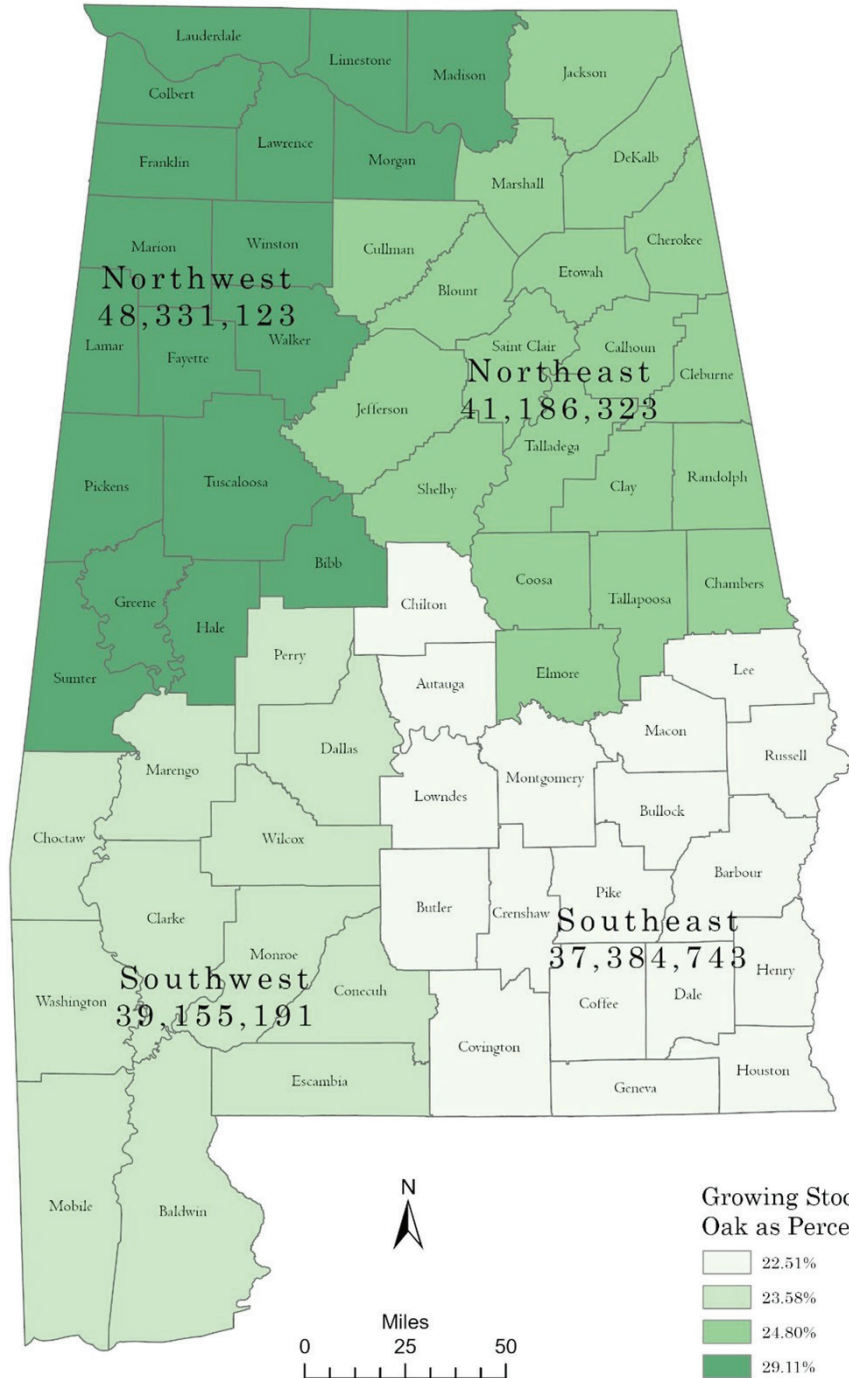 Lauderdale
Limestone
Madison
Jackson
Colbert
Lawrence
Franklin
Morgan
Marshall
DeKalb
Marion
Winston
Cullman
Cherokee
Blount
Etowah
Northwest
48,331,123
Lamar
Fayette
Walker
Saint Clair
Calhoun
Cleburne
Northeast
41,186,323
Jefferson
Talladega
Pickens
Tuscaloosa
Shelby
Clay
Randolph
Bibb
Greene
Hale
Coosa
Tallapoosa
Chambers
Chilton
Perry
Sumter
Elmore
Lee
Autauga
Macon
Russell
Marengo
Dallas
Lowndes
Montgomery
Bullock
Choctaw
Wilcox
Barbour
Clarke
Butler
Crenshaw
Pike
Southeast
37,384,743
Monroe
Conecuh
Henry
Southwest
39,155,191
Washington
Coffee
Dale
Covington
Escambia
Geneva
Houston
Mobile
Baldwin
N
Miles
0 25 50
Growing Stoc
Oak as Perce
22.51%
23.58%
24.80%
29.11%